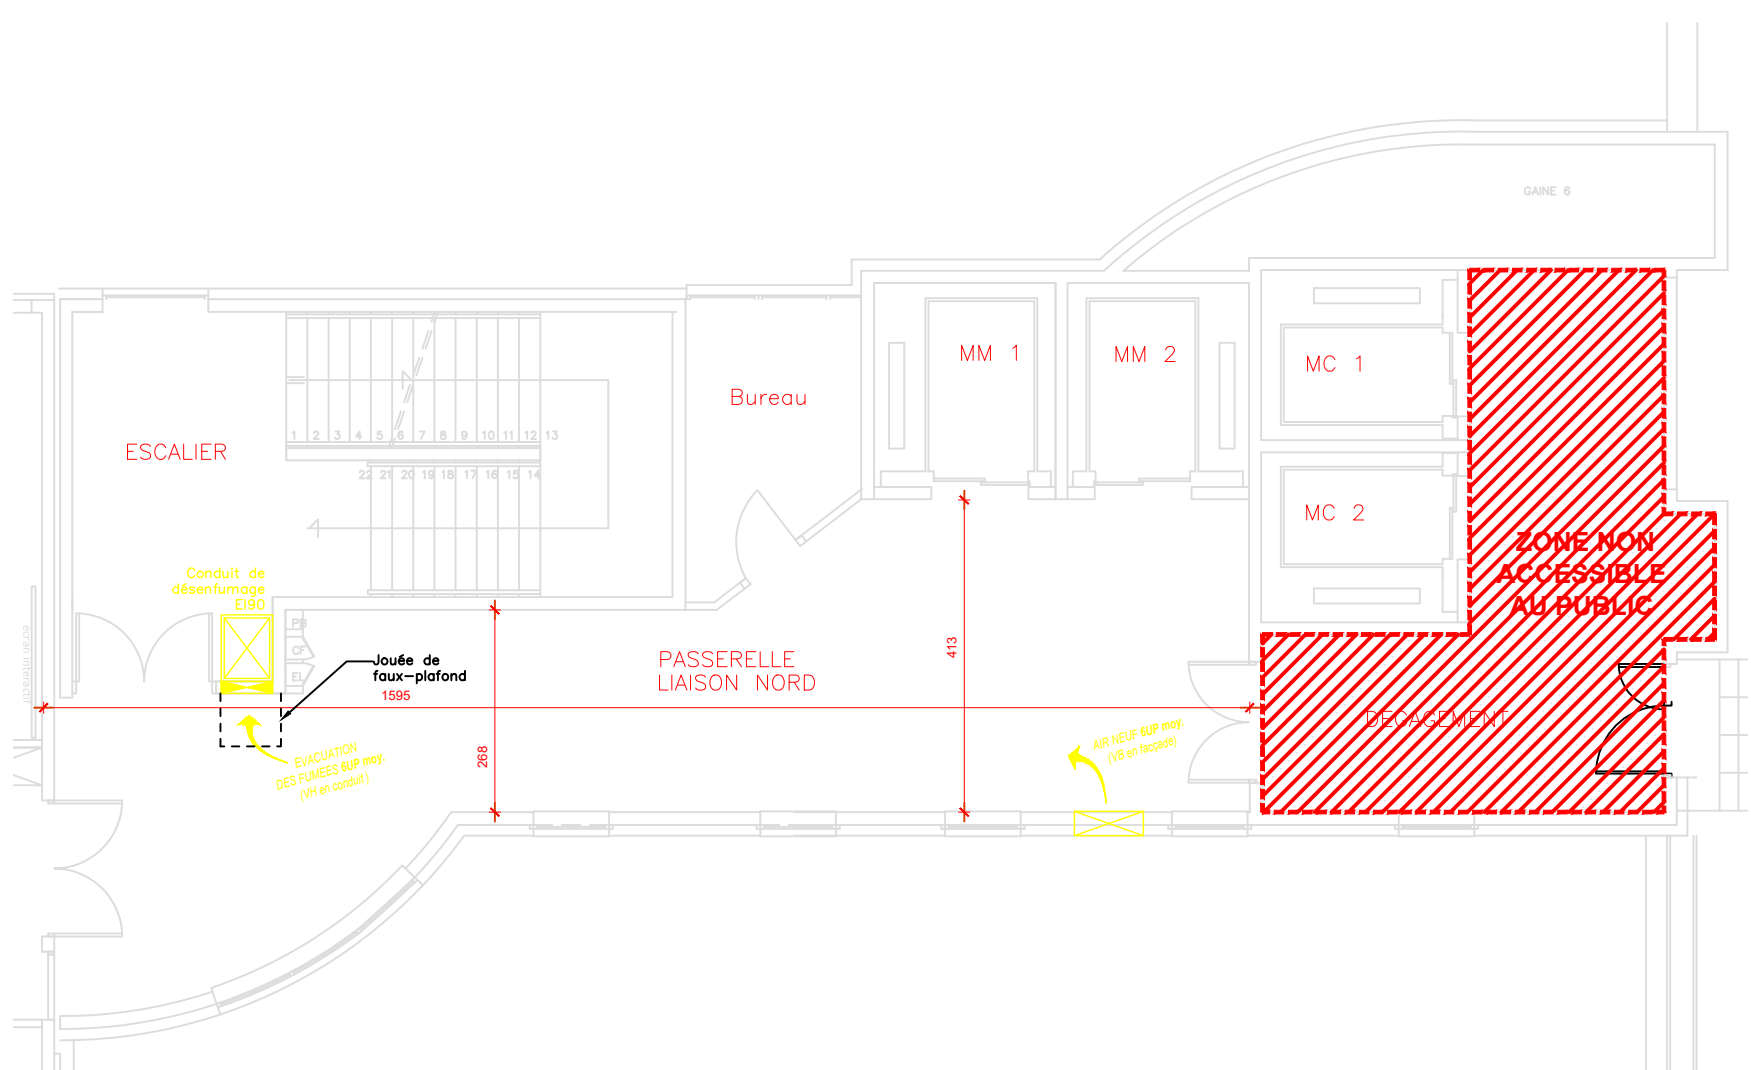 GAINE 6
MM 1
MM 2
MC 1
Bureau
ESCALIER
1 2 3 4 5 6 7 8 9 10 11 12 13
22 21 20 19 18 17 16 15 14
MC 2
ZONE NON
ACCESSIBLE
AU PUBLIC
Conduit de
désenfumage
EI90
PB
CF
EL
écran interactif
Jouée de
faux-plafond
1595
PASSERELLE
LIAISON NORD
413
268
DEGAGEMENT
EVACUATION
DES FUMEES 6UP moy.
(VH en conduit )
AIR NEUF 6UP moy.
(VB en façade)